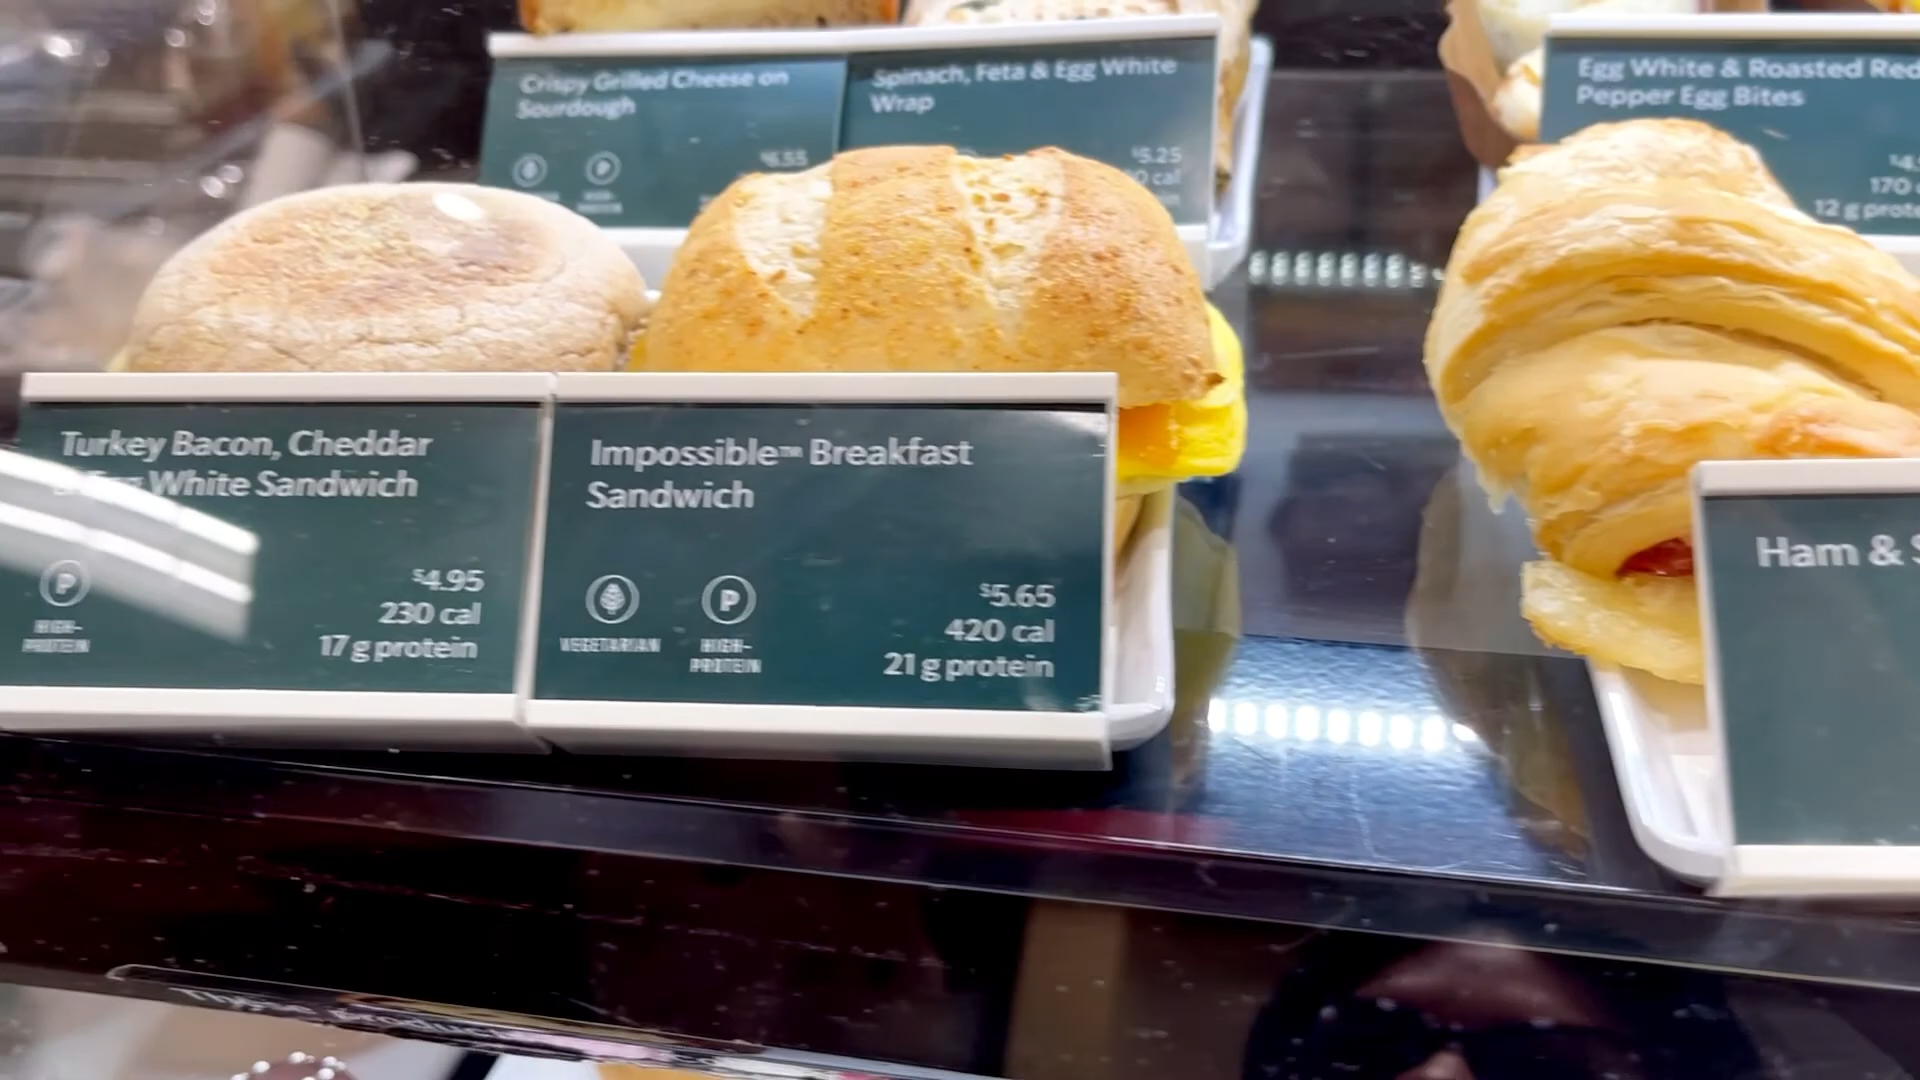 Crispy Grilled Cheese on
Sourdough
Spinach, Feta & Egg White
Wrap
$5.25
cal
Egg White & Roasted Red
Pepper Egg Bites
170
12 g
Turkey Bacon, Cheddar
White Sandwich
P
HIGH-
PROTEIN
$4.95
230 cal
17 g protein
Impossible™ Breakfast
Sandwich
VEGETARIAN
P
HIGH-
PROTEIN
$5.65
420 cal
21 g protein
Ham &